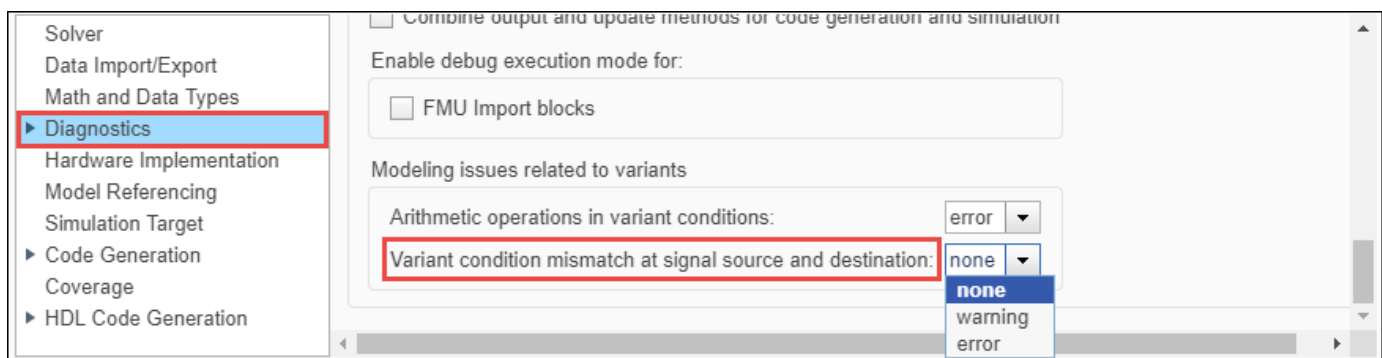 Solver
Data Import/Export
Math and Data Types
Diagnostics
Hardware Implementation
Model Referencing
Simulation Target
Code Generation
Coverage
HDL Code Generation
Combine output and update methods for code generation and simulation
Enable debug execution mode for:
FMU Import blocks
Modeling issues related to variants
Arithmetic operations in variant conditions: error
Variant condition mismatch at signal source and destination: none
none
warning
error